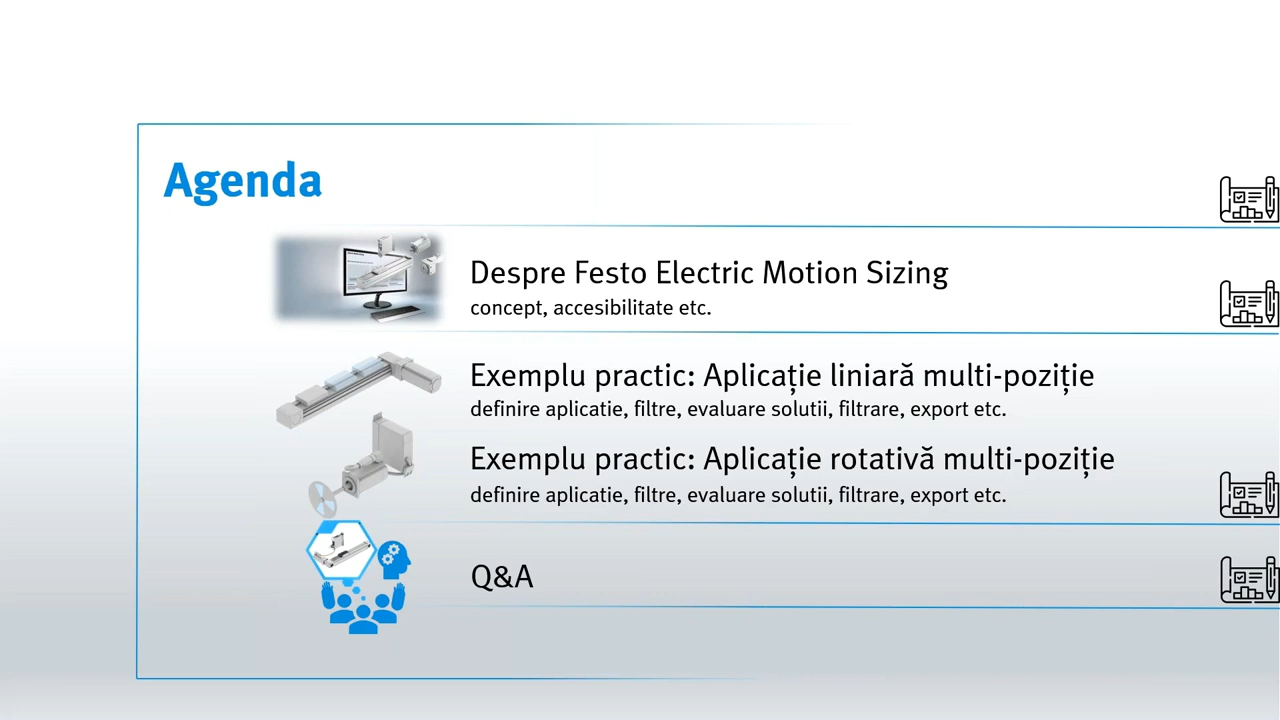 Agenda
Despre Festo Electric Motion Sizing
concept, accesibilitate etc.
Exemplu practic: Aplicație liniară multi-poziție
definire aplicatie, filtre, evaluare solutii, filtrare, export etc.
Exemplu practic: Aplicație rotativă multi-poziție
definire aplicatie, filtre, evaluare solutii, filtrare, export etc.
Q&A